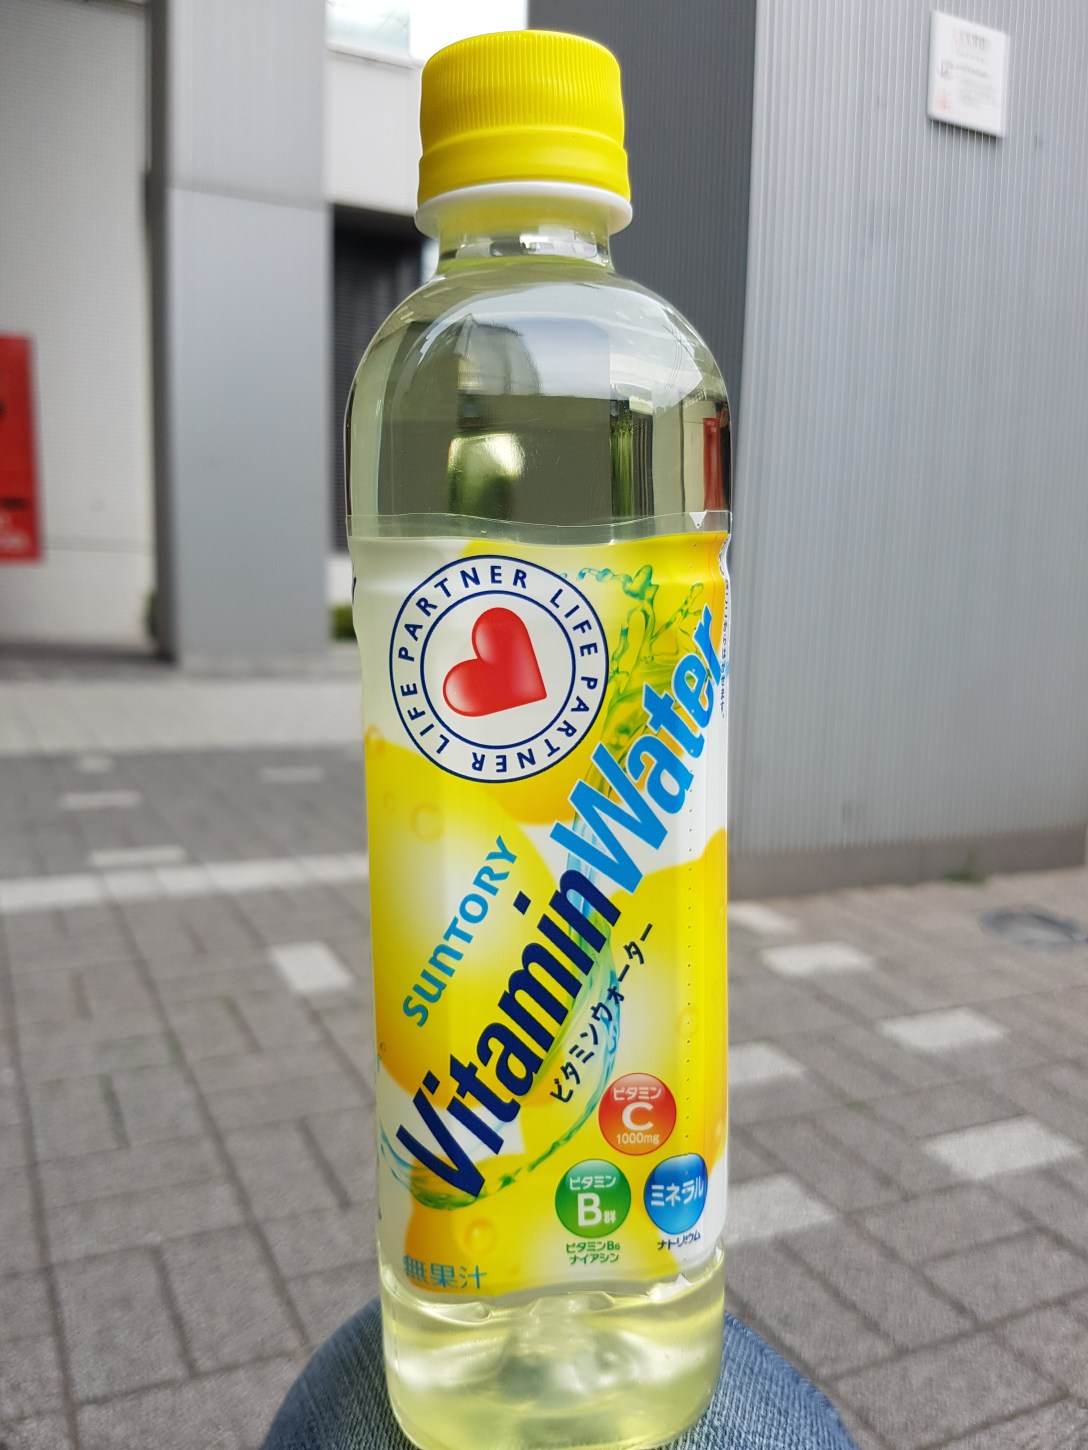 LIFE PARTNER LIFE PARTNER
SUNTORY
VitaminWater
ビタミンウォーター
ビタミン
C
1000mg
ビタミン
B群
ビタミンB6
ナイアシン
ミネラル
ナトリウム
無果汁